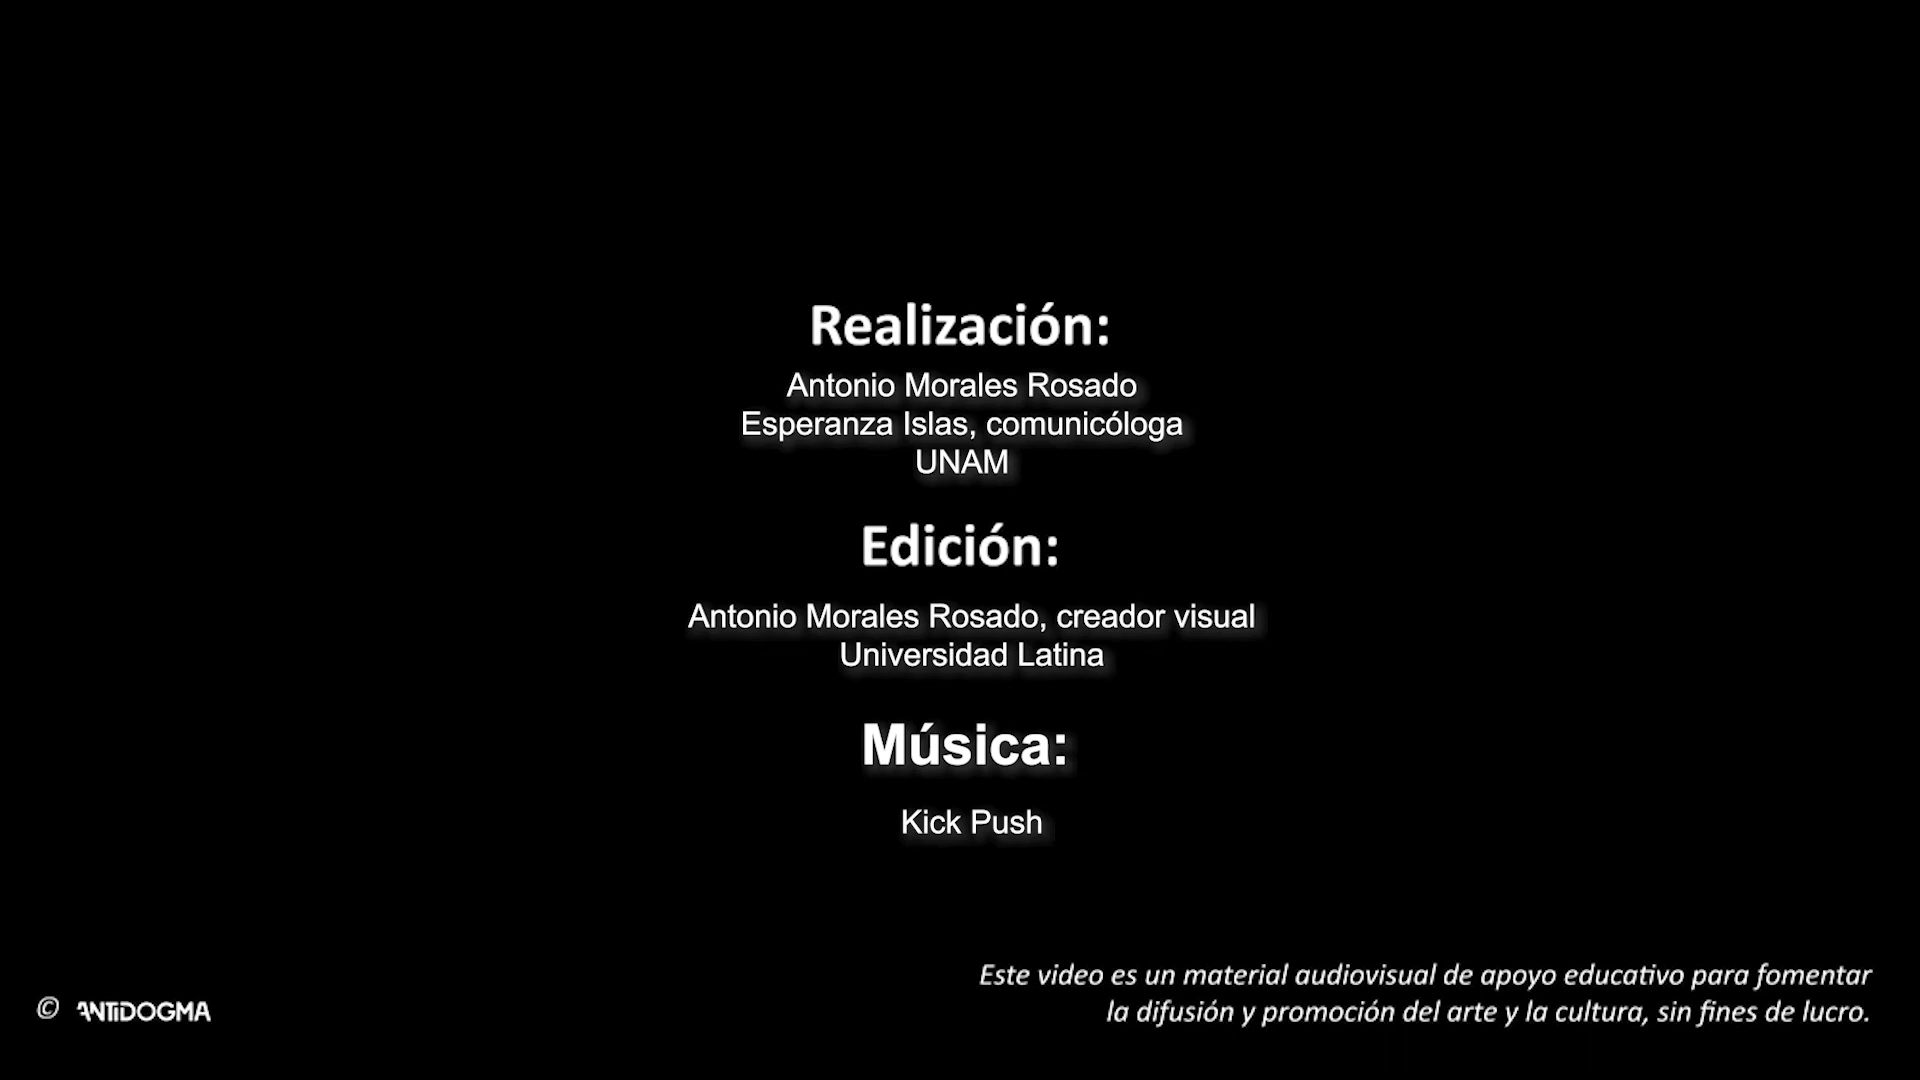 Realización:
Antonio Morales Rosado
Esperanza Islas, comunicóloga
UNAM
Edición:
Antonio Morales Rosado, creador visual
Universidad Latina
Música:
Kick Push
Este video es un material audiovisual de apoyo educativo para fomentar
la difusión y promoción del arte y la cultura, sin fines de lucro.
© ANTiDOGMA